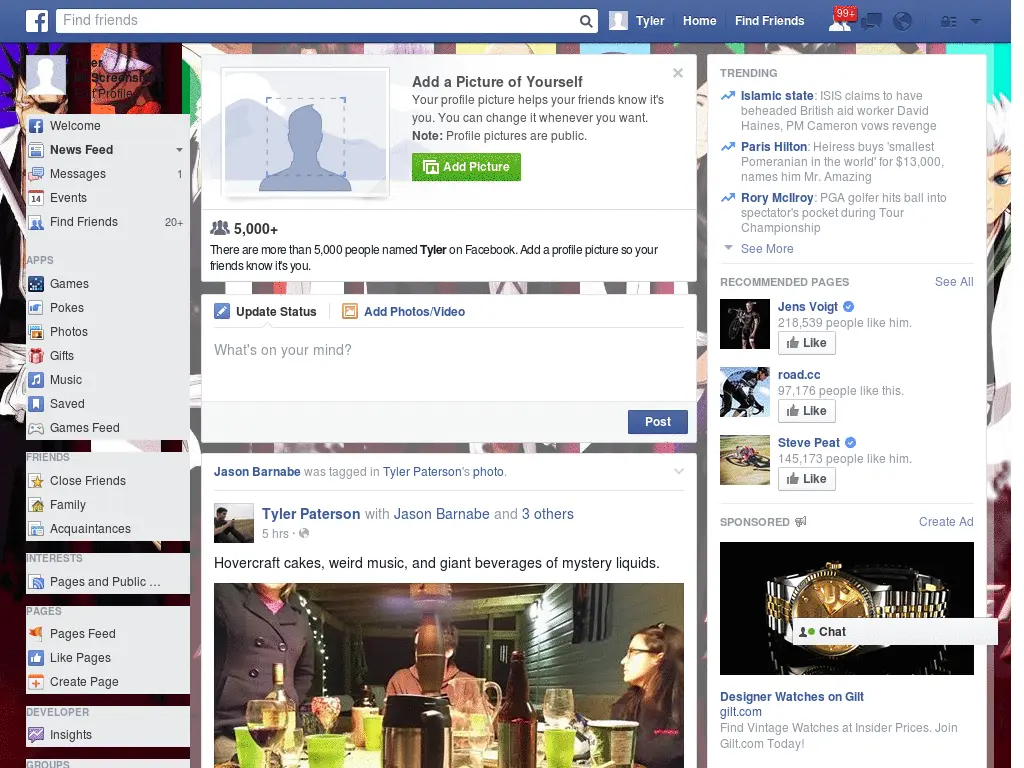 Find friends
Tyler
Home
Find Friends
99+
Tyler
Edit Profile
Welcome
News Feed
Messages 1
14 Events
Find Friends 20+
APPS
Games
Pokes
Photos
Gifts
Music
Saved
Games Feed
FRIENDS
Close Friends
Family
Acquaintances
INTERESTS
Pages and Public ...
PAGES
Pages Feed
Like Pages
Create Page
DEVELOPER
Insights
GROUPS
Add a Picture of Yourself
Your profile picture helps your friends know it's
you. You can change it whenever you want.
Note: Profile pictures are public.
Add Picture
5,000+
There are more than 5,000 people named Tyler on Facebook. Add a profile picture so your
friends know it's you.
Update Status
Add Photos/Video
What's on your mind?
Post
Jason Barnabe was tagged in Tyler Paterson's photo.
Tyler Paterson with Jason Barnabe and 3 others
5 hrs ·
Hovercraft cakes, weird music, and giant beverages of mystery liquids.
TRENDING
Islamic state: ISIS claims to have
beheaded British aid worker David
Haines, PM Cameron vows revenge
Paris Hilton: Heiress buys 'smallest
Pomeranian in the world' for $13,000,
names him Mr. Amazing
Rory McIlroy: PGA golfer hits ball into
spectator's pocket during Tour
Championship
See More
RECOMMENDED PAGES See All
Jens Voigt
218,539 people like him.
Like
road.cc
97,176 people like this.
Like
Steve Peat
145,173 people like him.
Like
SPONSORED Create Ad
Chat
Designer Watches on Gilt
gilt.com
Find Vintage Watches at Insider Prices. Join
Gilt.com Today!